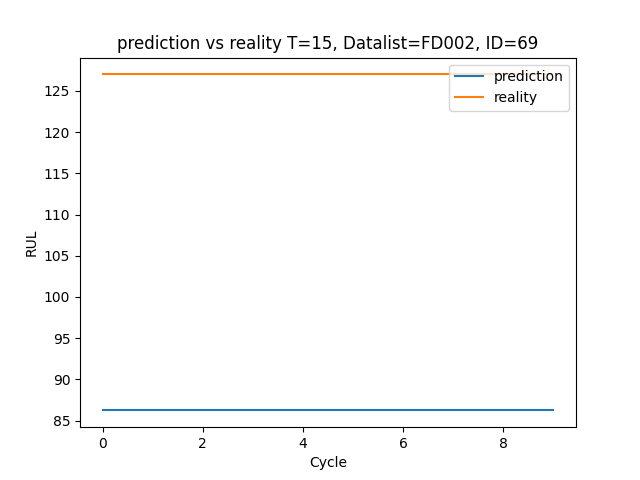 prediction vs reality T=15, Datalist=FD002, ID=69
prediction
reality
125
120
115
110
105
100
95
90
85
RUL
0 2 4 6 8
Cycle